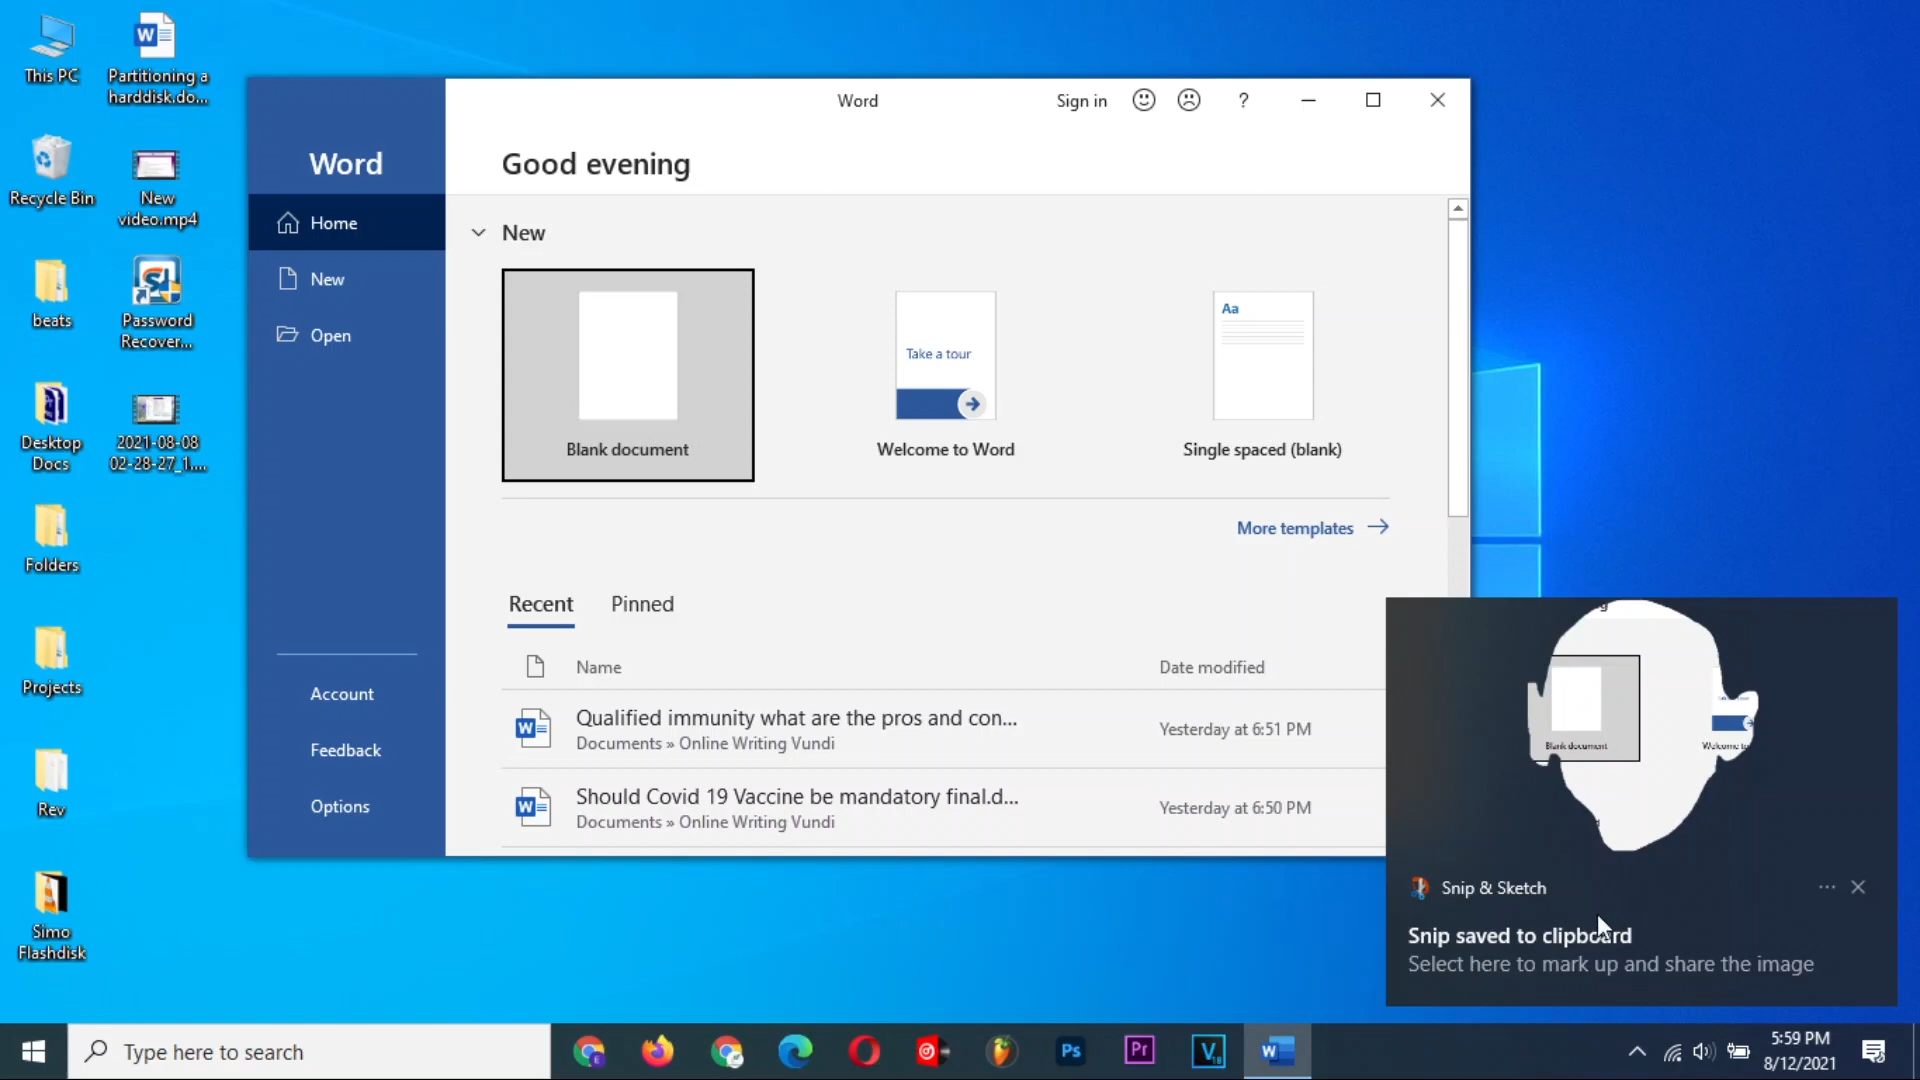 This PC
Partitioning a
harddisk.do...
Recycle Bin
New
video.mp4
beats
Password
Recover...
Desktop
Docs
2021-08-08
02-28-27_1....
Folders
Projects
Rev
Simo
Flashdisk
Word
Sign in
?
Word
Good evening
Home
New
Open
New
Take a tour
Aa
Blank document
Welcome to Word
Single spaced (blank)
More templates
Recent
Pinned
Name
Date modified
Qualified immunity what are the pros and con...
Documents » Online Writing Vundi
Yesterday at 6:51 PM
Should Covid 19 Vaccine be mandatory final.d...
Documents » Online Writing Vundi
Yesterday at 6:50 PM
Account
Feedback
Options
Blank document
Welcome to
Snip & Sketch
Snip saved to clipboard
Select here to mark up and share the image
Type here to search
Ps
Pr
5:59 PM
8/12/2021